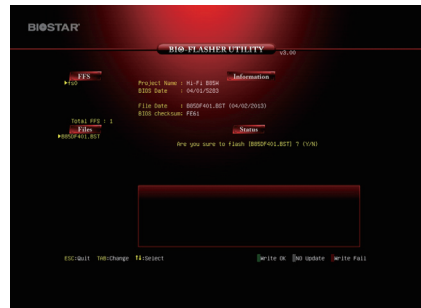 BIOSTAR
BIO-FLASHER UTILITY v3.00
FFS
fs0
Information
Project Name : Hi-Fi B85W
BIOS Date : 04/01/5203
File Date : B85DF401.BST (04/02/2013)
BIOS checksum: FE61
Total FFS : 1
Files
B85DF401.BST
Status
Are you sure to flash (B85DF401.BST) ? (Y/N)
ESC:Quit TAB:Change ↑↓:Select
Write OK NO Update Write Fail